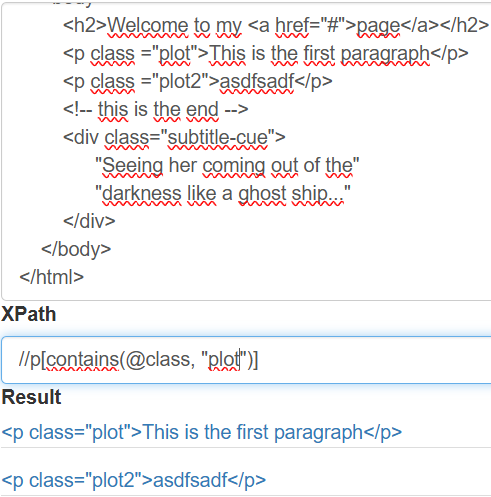 body
<h2>Welcome to my <a href="#">page</a></h2>
<p class ="plot">This is the first paragraph</p>
<p class ="plot2">asdfsadf</p>
<!-- this is the end -->
<div class="subtitle-cue">
"Seeing her coming out of the"
"darkness like a ghost ship..."
</div>
</body>
</html>
XPath
//p[contains(@class, "plot")]
Result
<p class="plot">This is the first paragraph</p>
<p class="plot2">asdfsadf</p>